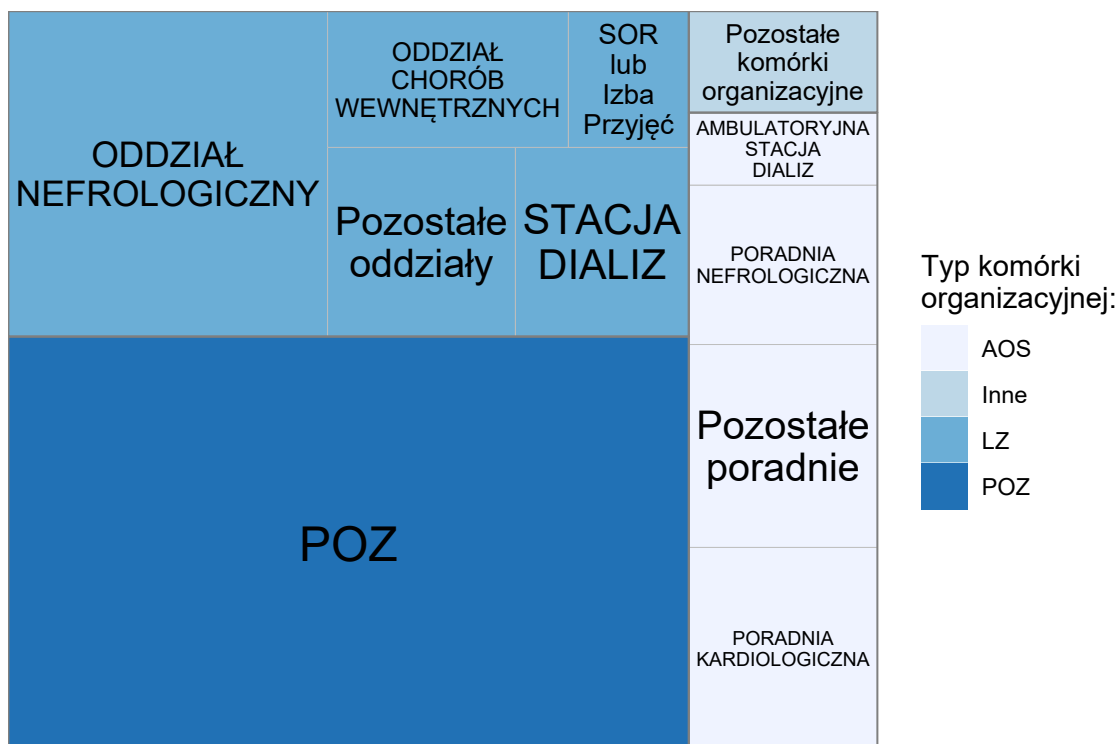 ODDZIAŁ
NEFROLOGICZNY
ODDZIAŁ
CHORÓB
WEWNĘTRZNYCH
SOR
lub
Izba
Przyjęć
Pozostałe
oddziały
STACJA
DIALIZ
POZ
Pozostałe
komórki
organizacyjne
AMBULATORYJNA
STACJA
DIALIZ
PORADNIA
NEFROLOGICZNA
Pozostałe
poradnie
PORADNIA
KARDIOLOGICZNA
Typ komórki
organizacyjnej:
AOS
Inne
LZ
POZ